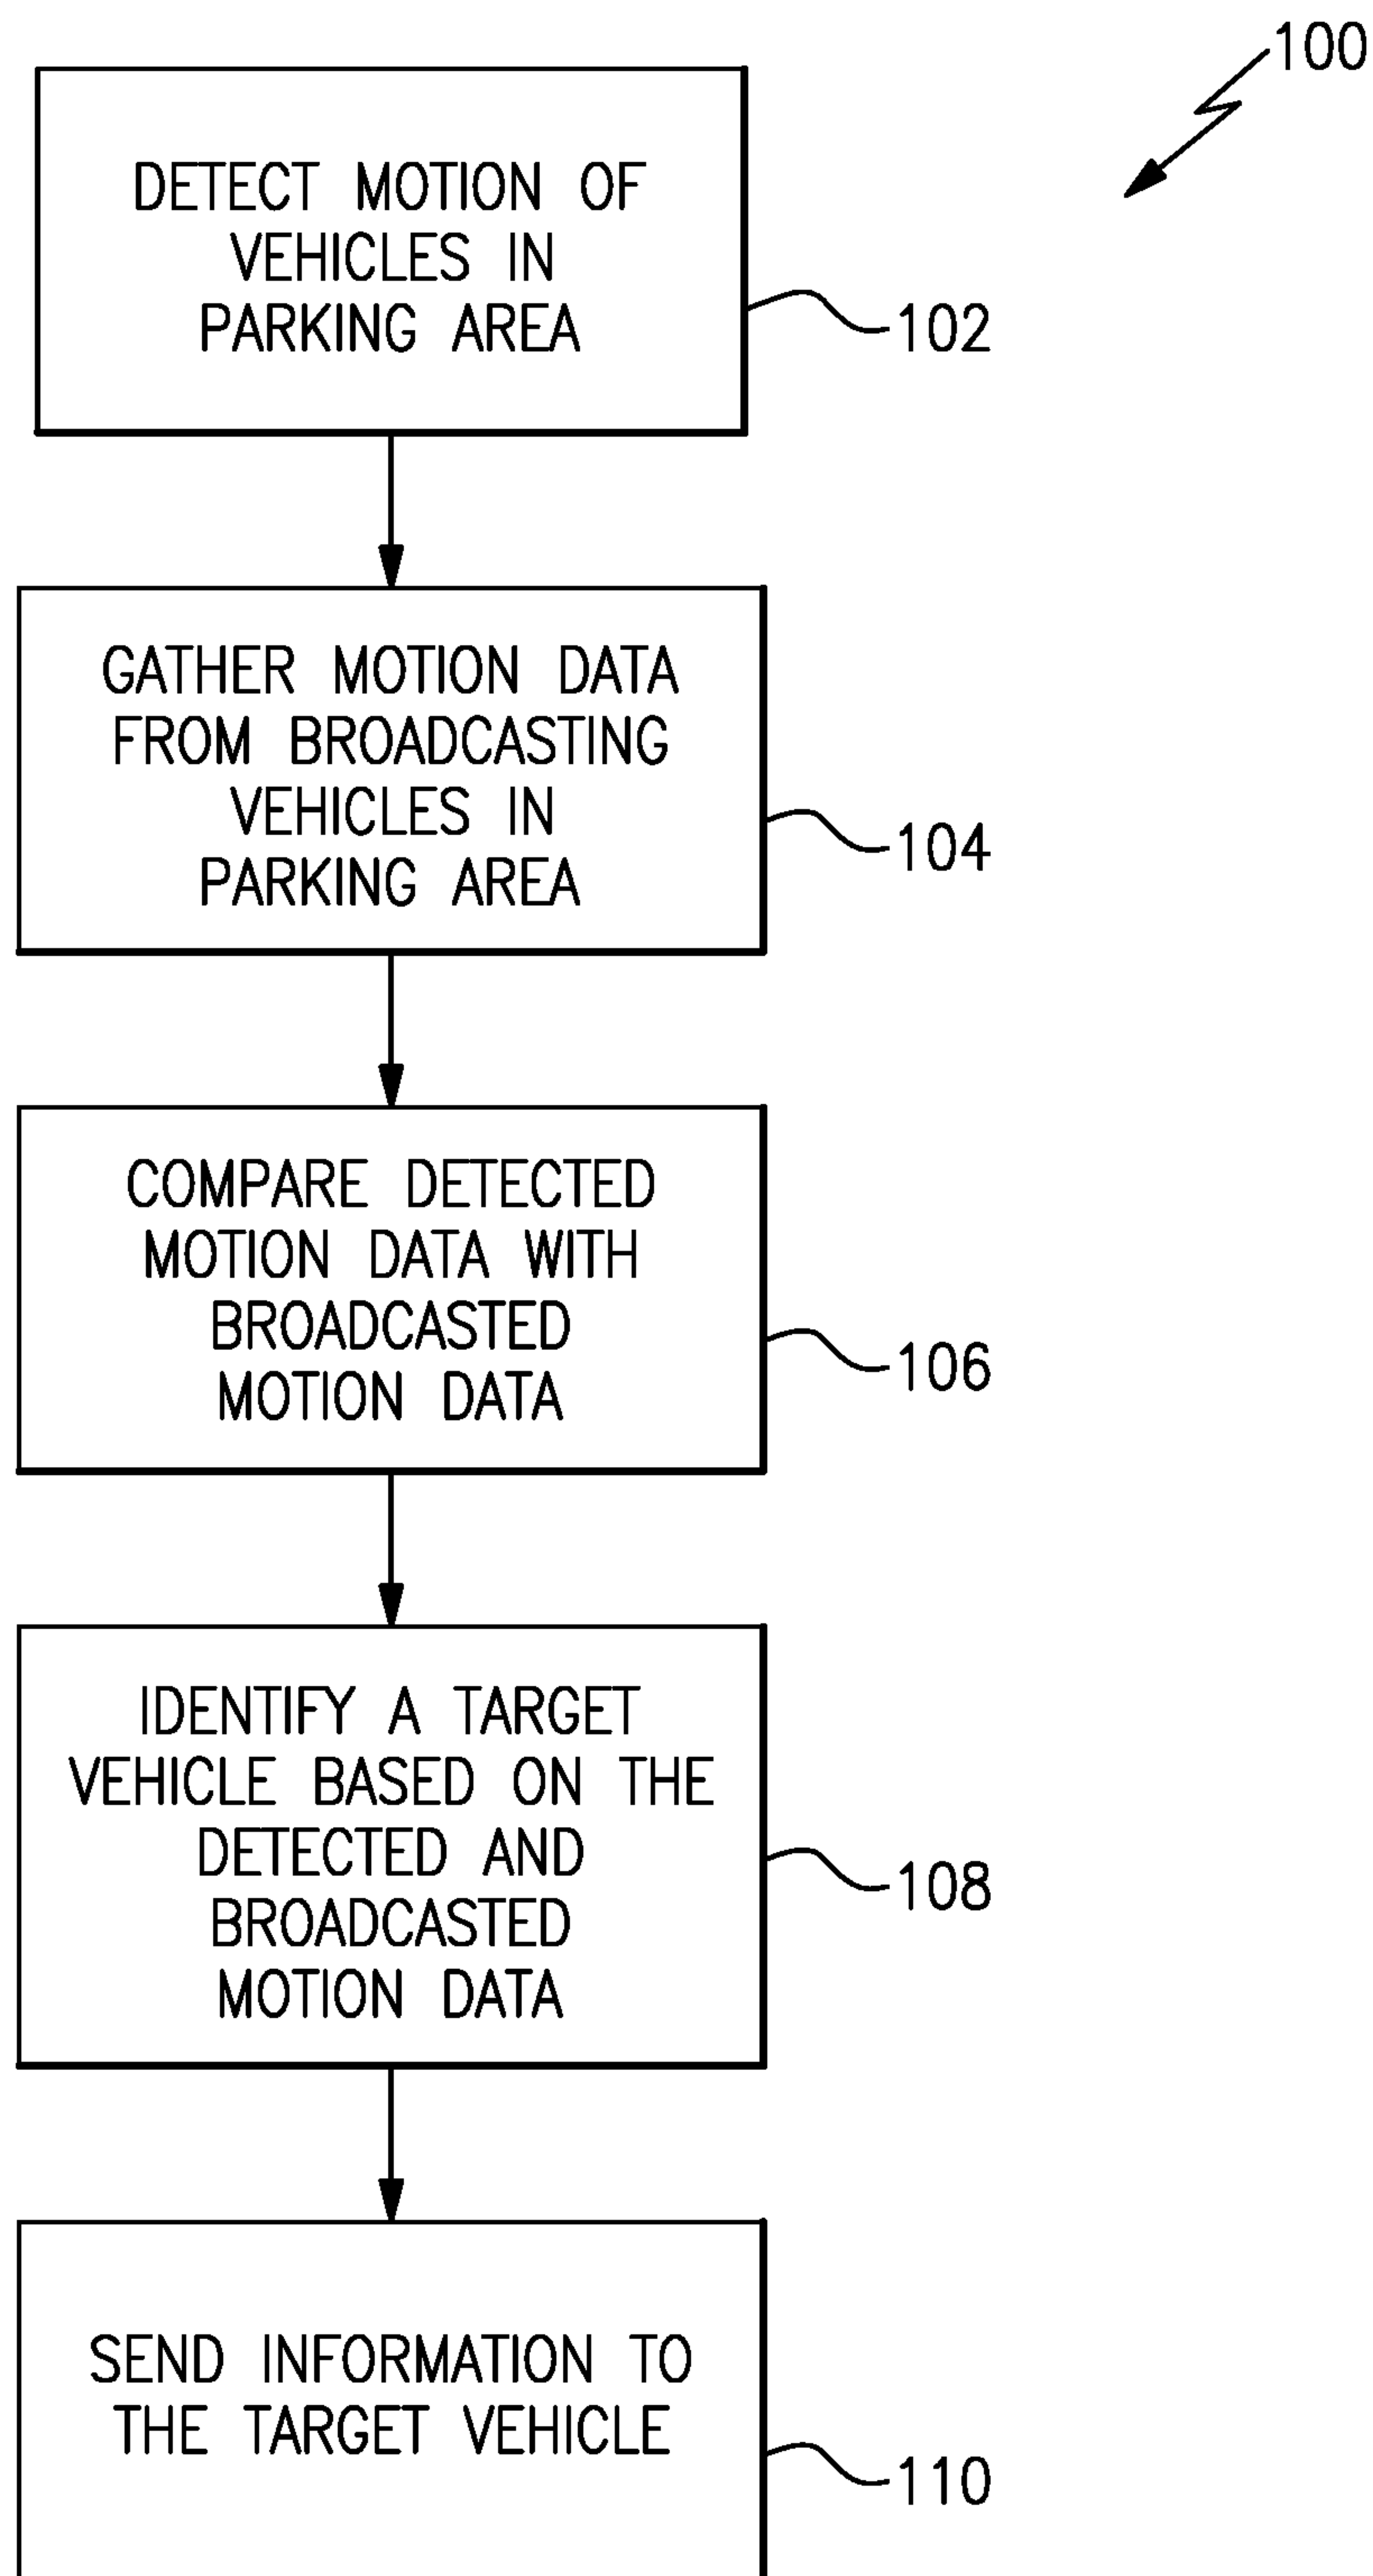 100
DETECT MOTION OF
VEHICLES IN
PARKING AREA
102
GATHER MOTION DATA
FROM BROADCASTING
VEHICLES IN
PARKING AREA
104
COMPARE DETECTED
MOTION DATA WITH
BROADCASTED
MOTION DATA
106
IDENTIFY A TARGET
VEHICLE BASED ON THE
DETECTED AND
BROADCASTED
MOTION DATA
108
SEND INFORMATION TO
THE TARGET VEHICLE
110